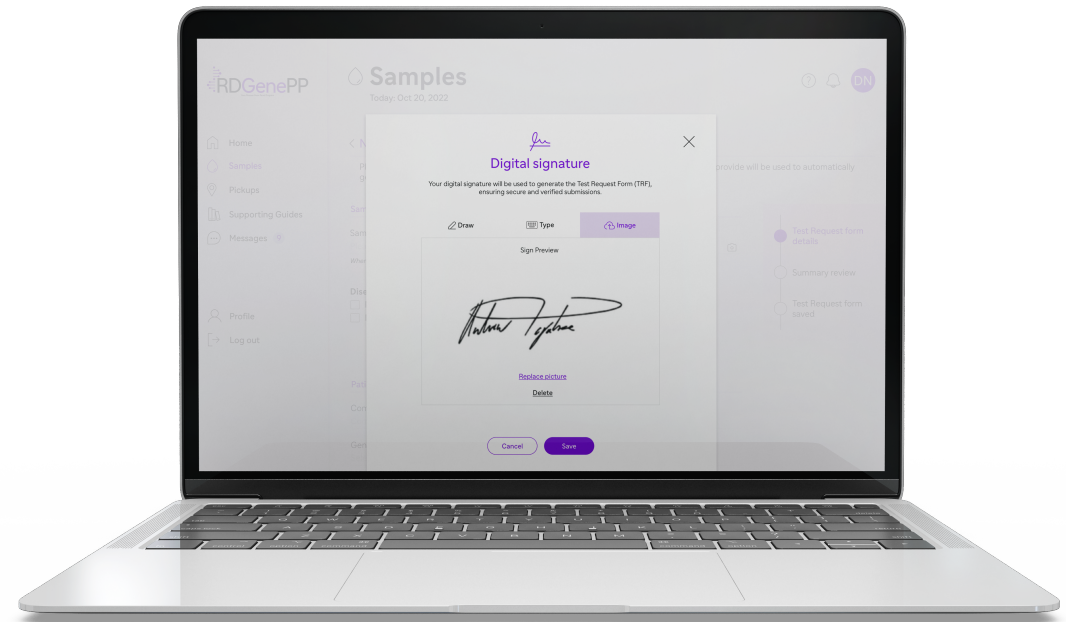 RDGenePP
Samples
Today: Oct 20, 2022
?
DN
Home
Samples
Pickups
Supporting Guides
Messages
Profile
Log out
Digital signature
Your digital signature will be used to generate the Test Request Form (TRF),
ensuring secure and verified submissions.
Draw
Type
Image
Sign Preview
Replace picture
Delete
Cancel
Save
provide will be used to automatically
Test Request form
details
Summary review
Test Request form
saved